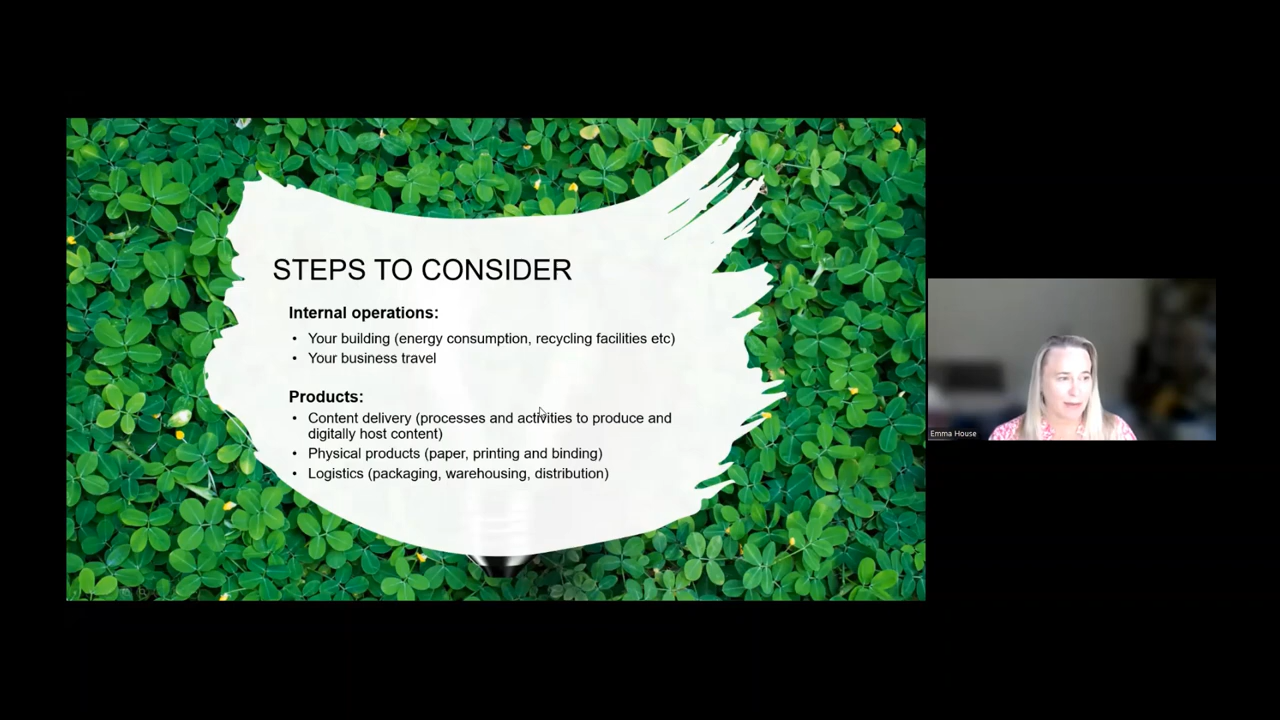 STEPS TO CONSIDER
Internal operations:
• Your building (energy consumption, recycling facilities etc)
• Your business travel
Products:
• Content delivery (processes and activities to produce and
digitally host content)
• Physical products (paper, printing and binding)
• Logistics (packaging, warehousing, distribution)
Emma House